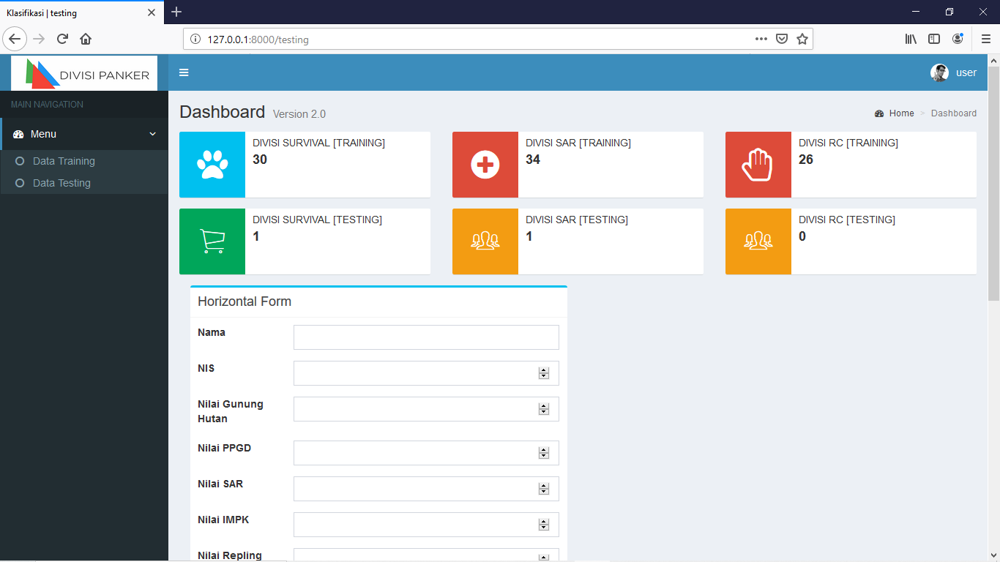 Klasifikasi | testing
127.0.0.1:8000/testing
DIVISI PANKER
user
MAIN NAVIGATION
Menu
Data Training
Data Testing
Dashboard Version 2.0
Home > Dashboard
DIVISI SURVIVAL [TRAINING]
30
DIVISI SAR [TRAINING]
34
DIVISI RC [TRAINING]
26
DIVISI SURVIVAL [TESTING]
1
DIVISI SAR [TESTING]
1
DIVISI RC [TESTING]
0
Horizontal Form
Nama
NIS
Nilai Gunung
Hutan
Nilai PPGD
Nilai SAR
Nilai IMPK
Nilai Repling